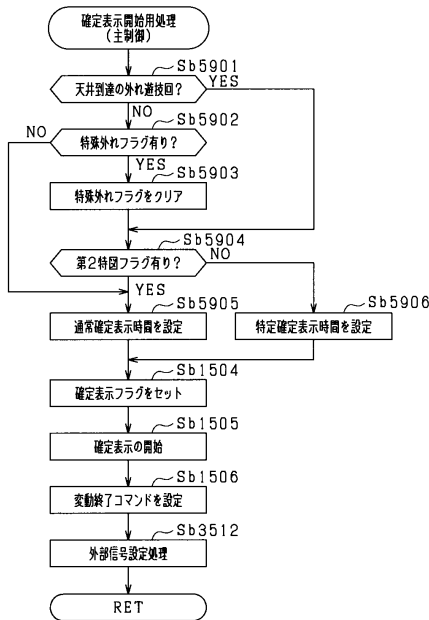 確定表示開始用処理
(主制御)
Sb5901
天井到達の外れ遊技回?
YES
NO
Sb5902
NO
特殊外れフラグ有り?
YES
Sb5903
特殊外れフラグをクリア
Sb5904
第2特図フラグ有り?
NO
YES
Sb5905
Sb5906
通常確定表示時間を設定
特定確定表示時間を設定
Sb1504
確定表示フラグをセット
Sb1505
確定表示の開始
Sb1506
変動終了コマンドを設定
Sb3512
外部信号設定処理
RET